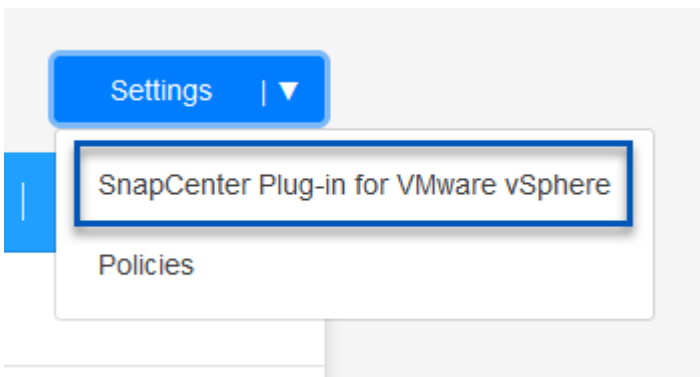 Settings | ▼
SnapCenter Plug-in for VMware vSphere
Policies